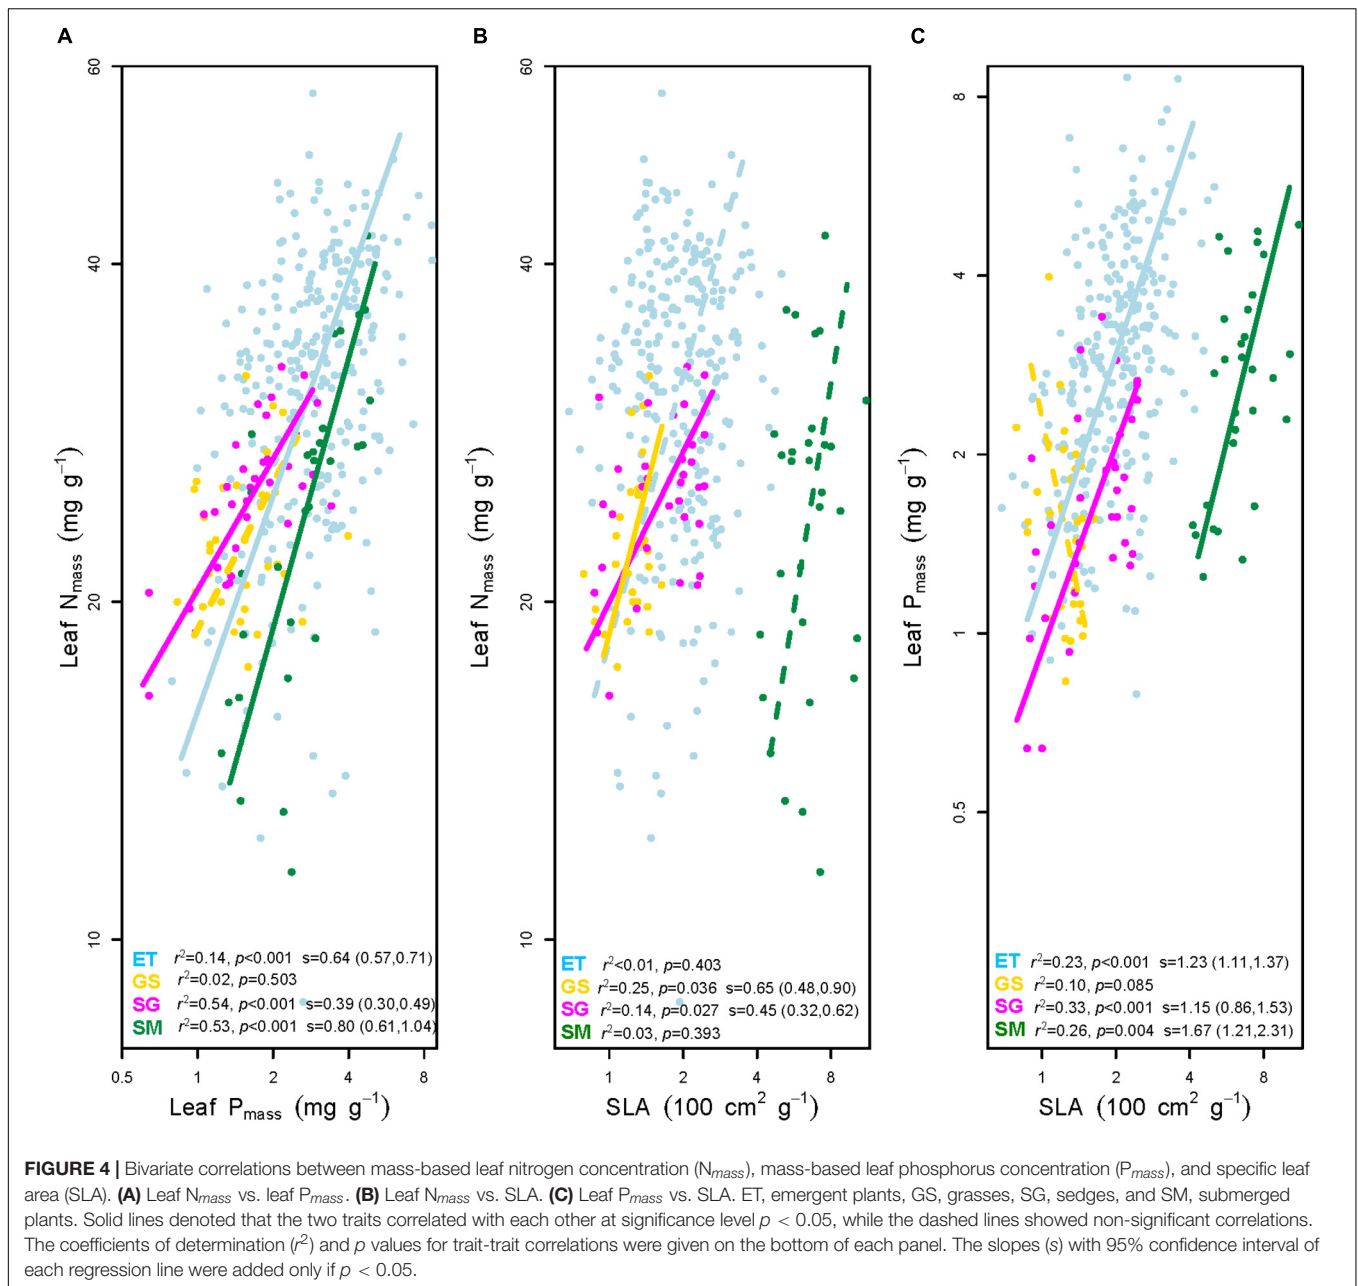 A
B
C
60
40
20
10
0.5 1 2 4 8
Leaf Pmass (mg g−1)
Leaf Nmass (mg g−1)
ET r2=0.14, p<0.001 s=0.64 (0.57,0.71)
GS r2=0.02, p=0.503
SG r2=0.54, p<0.001 s=0.39 (0.30,0.49)
SM r2=0.53, p<0.001 s=0.80 (0.61,1.04)
60
40
20
10
1 2 4 8
SLA (100 cm2 g−1)
Leaf Nmass (mg g−1)
ET r2<0.01, p=0.403
GS r2=0.25, p=0.036 s=0.65 (0.48,0.90)
SG r2=0.14, p=0.027 s=0.45 (0.32,0.62)
SM r2=0.03, p=0.393
8
4
2
1
0.5
1 2 4 8
SLA (100 cm2 g−1)
Leaf Pmass (mg g−1)
ET r2=0.23, p<0.001 s=1.23 (1.11,1.37)
GS r2=0.10, p=0.085
SG r2=0.33, p<0.001 s=1.15 (0.86,1.53)
SM r2=0.26, p=0.004 s=1.67 (1.21,2.31)
FIGURE 4 | Bivariate correlations between mass-based leaf nitrogen concentration (Nmass), mass-based leaf phosphorus concentration (Pmass), and specific leaf
area (SLA). (A) Leaf Nmass vs. leaf Pmass. (B) Leaf Nmass vs. SLA. (C) Leaf Pmass vs. SLA. ET, emergent plants, GS, grasses, SG, sedges, and SM, submerged
plants. Solid lines denoted that the two traits correlated with each other at significance level p < 0.05, while the dashed lines showed non-significant correlations.
The coefficients of determination (r2) and p values for trait-trait correlations were given on the bottom of each panel. The slopes (s) with 95% confidence interval of
each regression line were added only if p < 0.05.